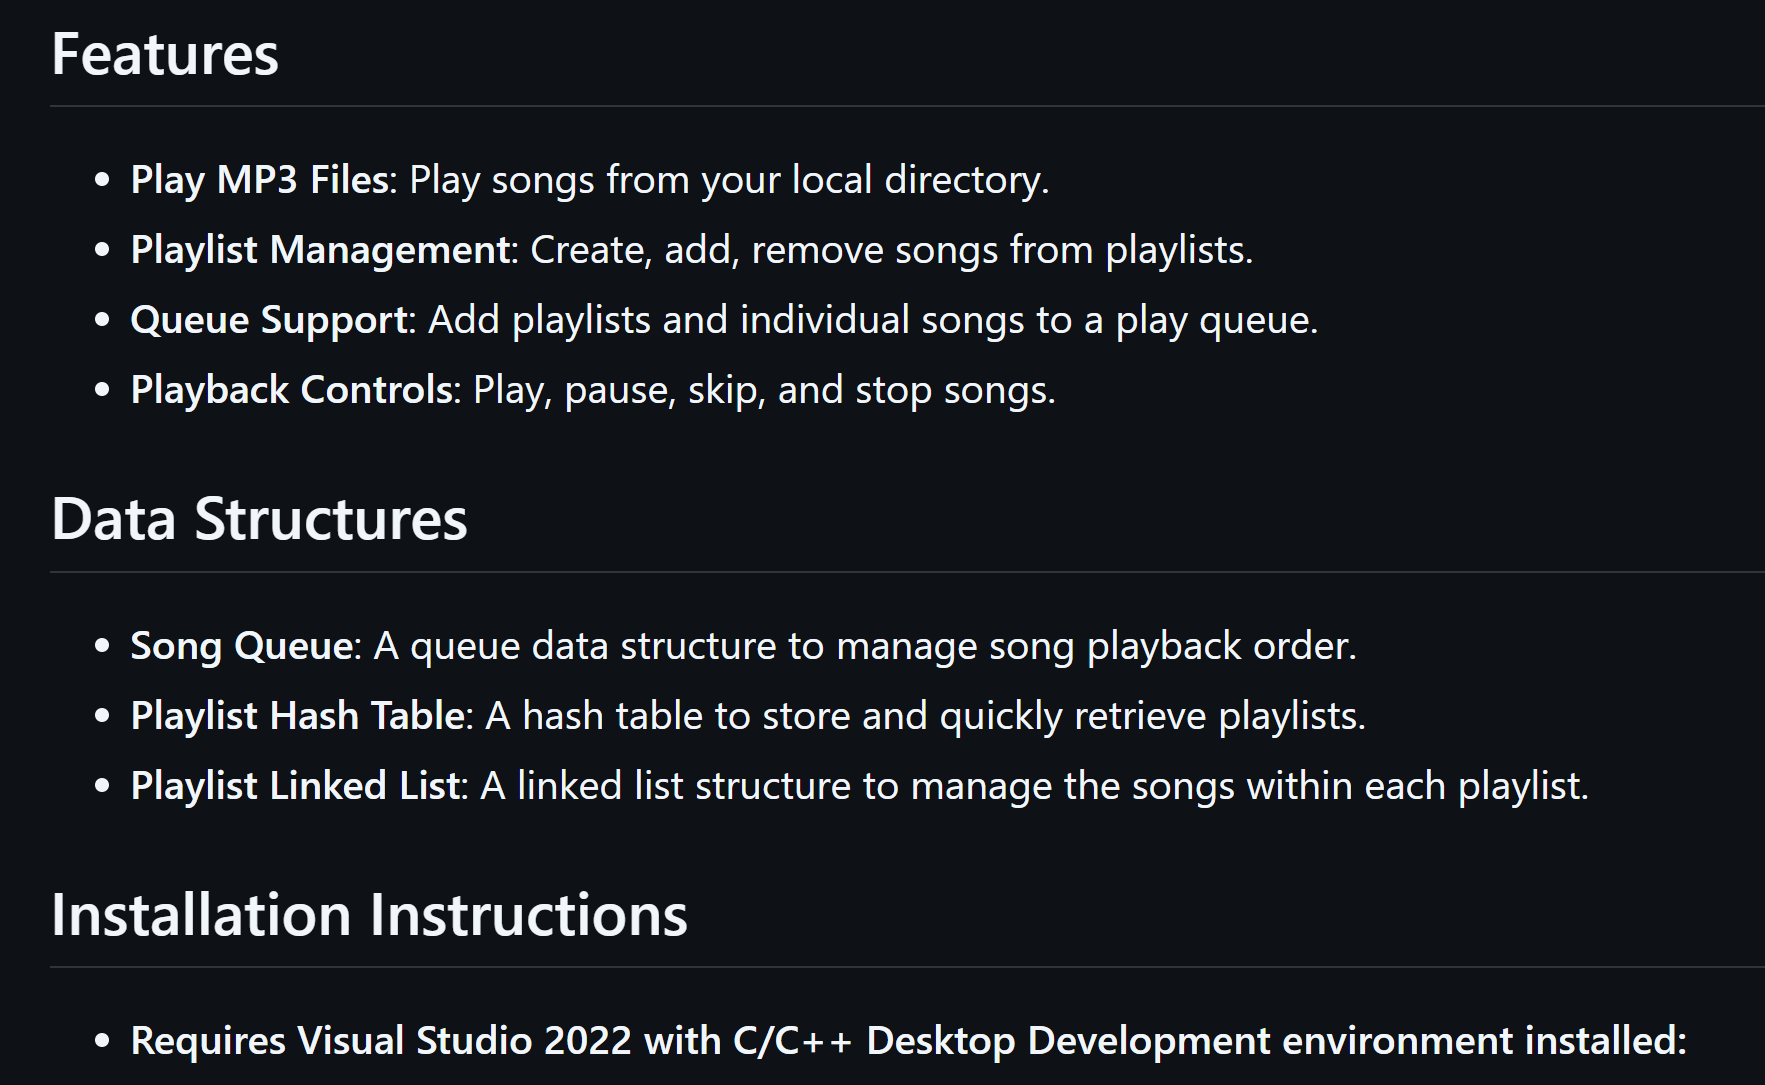 Features
Play MP3 Files: Play songs from your local directory.
Playlist Management: Create, add, remove songs from playlists.
Queue Support: Add playlists and individual songs to a play queue.
Playback Controls: Play, pause, skip, and stop songs.
Data Structures
Song Queue: A queue data structure to manage song playback order.
Playlist Hash Table: A hash table to store and quickly retrieve playlists.
Playlist Linked List: A linked list structure to manage the songs within each playlist.
Installation Instructions
Requires Visual Studio 2022 with C/C++ Desktop Development environment installed: